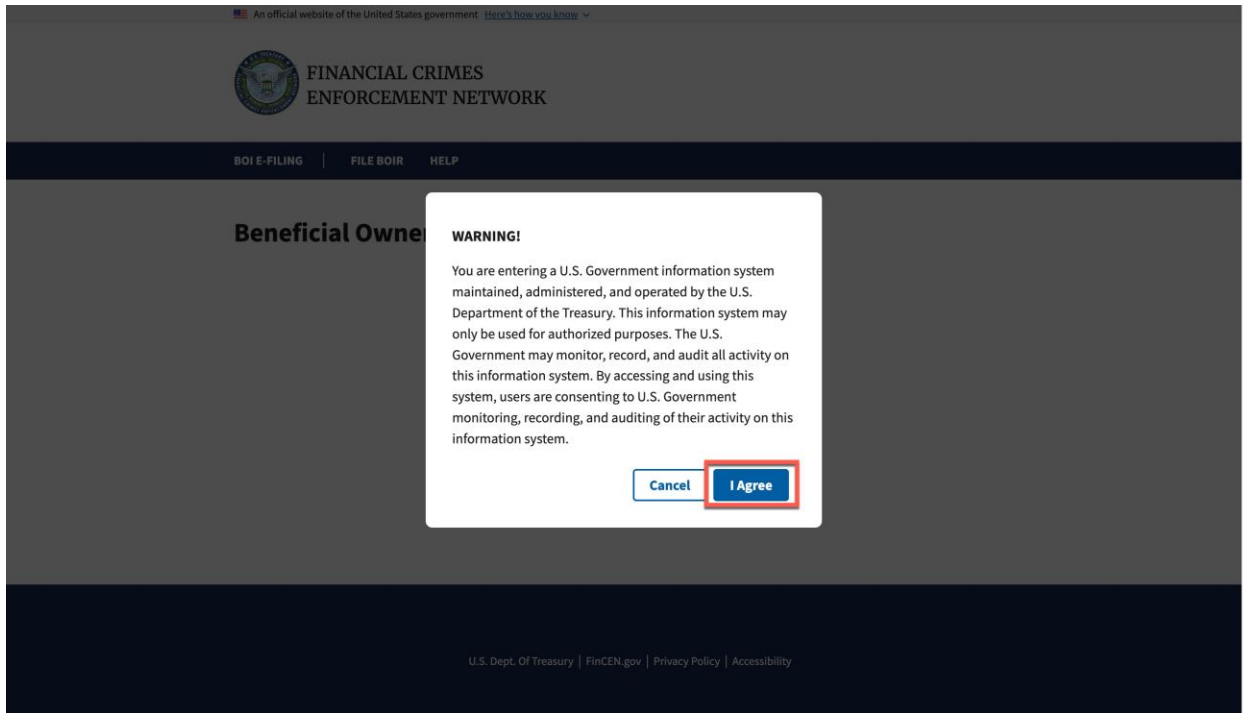 An official website of the United States government Here's how you know
FINANCIAL CRIMES
ENFORCEMENT NETWORK
BOI E-FILING | FILE BOIR HELP
Beneficial Owne
WARNING!
You are entering a U.S. Government information system
maintained, administered, and operated by the U.S.
Department of the Treasury. This information system may
only be used for authorized purposes. The U.S.
Government may monitor, record, and audit all activity on
this information system. By accessing and using this
system, users are consenting to U.S. Government
monitoring, recording, and auditing of their activity on this
information system.
Cancel I Agree
U.S. Dept. Of Treasury | FinCEN.gov | Privacy Policy | Accessibility